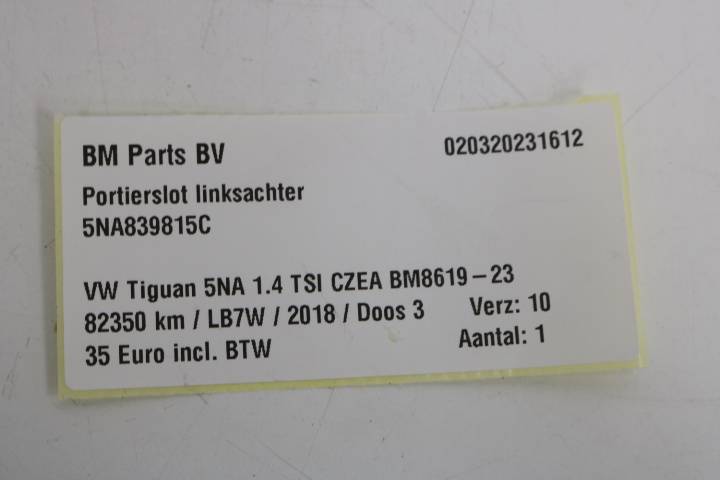 BM Parts BV 020320231612
Portierslot linksachter
5NA839815C
VW Tiguan 5NA 1.4 TSI CZEA BM8619-23
82350 km / LB7W / 2018 / Doos 3 Verz: 10
35 Euro incl. BTW Aantal: 1